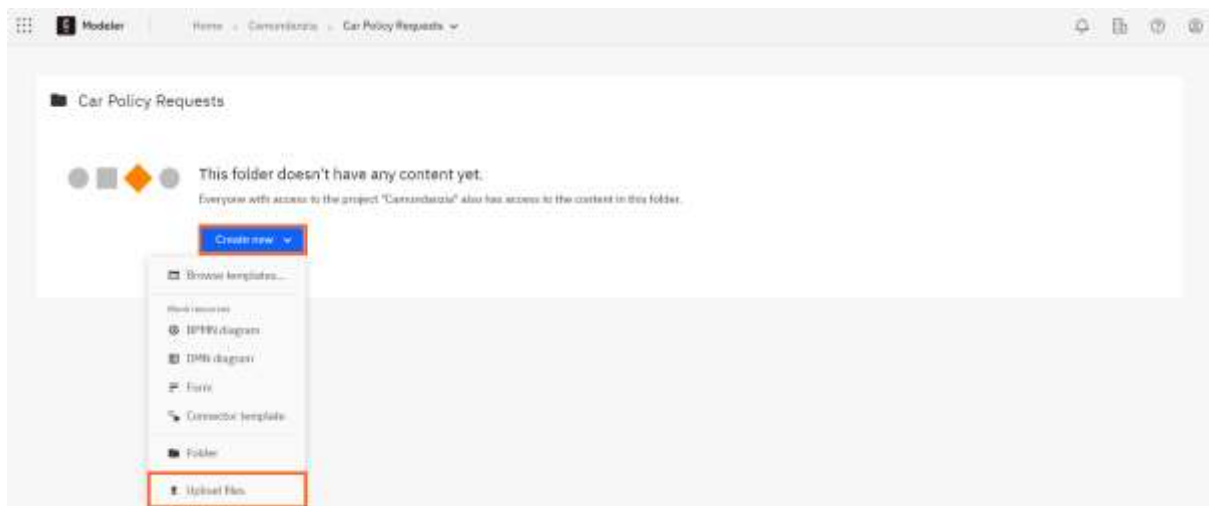 Modeler Home Camundanzia Car Policy Requests
Car Policy Requests
This folder doesn't have any content yet.
Everyone with access to the project "Camundanzia" also has access to the content in this folder.
Create new
Browse templates...
Blank resources
BPMN diagram
DMN diagram
Form
Connector template
Folder
Upload files